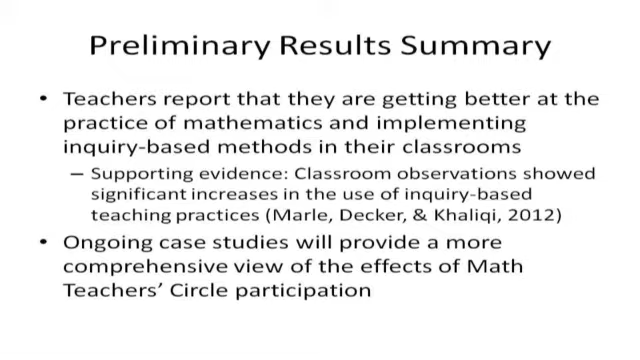 Preliminary Results Summary
• Teachers report that they are getting better at the
practice of mathematics and implementing
inquiry-based methods in their classrooms
– Supporting evidence: Classroom observations showed
significant increases in the use of inquiry-based
teaching practices (Marle, Decker, & Khaliqi, 2012)
• Ongoing case studies will provide a more
comprehensive view of the effects of Math
Teachers’ Circle participation